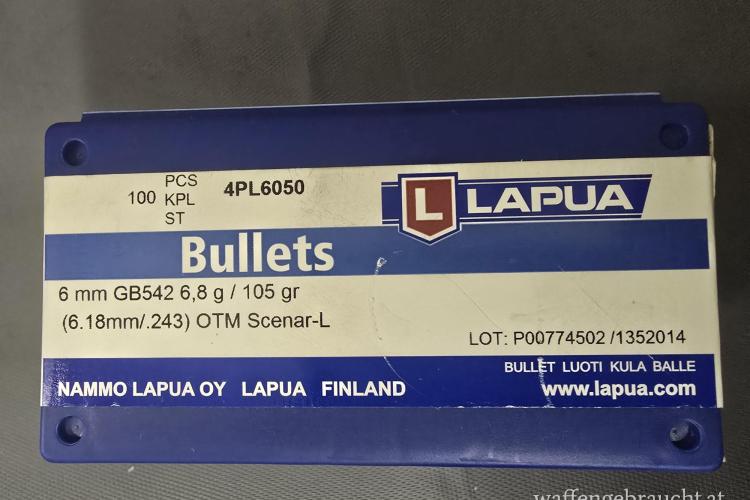 100 PCS KPL ST
4PL6050
L LAPUA
Bullets
6 mm GB542 6,8 g / 105 gr
(6.18mm/.243) OTM Scenar-L
LOT: P00774502 /1352014
BULLET LUOTI KULA BALLE
NAMMO LAPUA OY LAPUA FINLAND
www.lapua.com
waffengebraucht.at